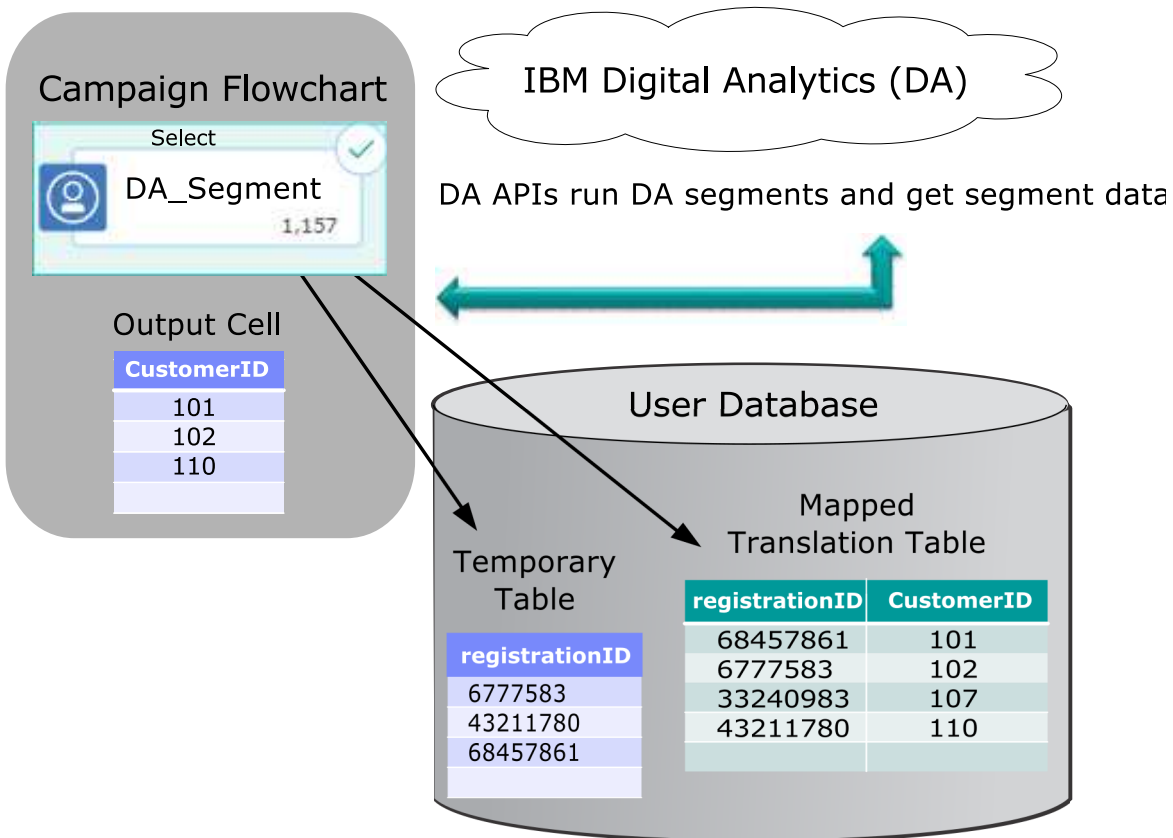 Campaign Flowchart
Select
DA_Segment
1,157
Output Cell
CustomerID
101
102
110
IBM Digital Analytics (DA)
DA APIs run DA segments and get segment data
User Database
Temporary
Table
registrationID
6777583
43211780
68457861
Mapped
Translation Table
registrationID CustomerID
68457861 101
6777583 102
33240983 107
43211780 110